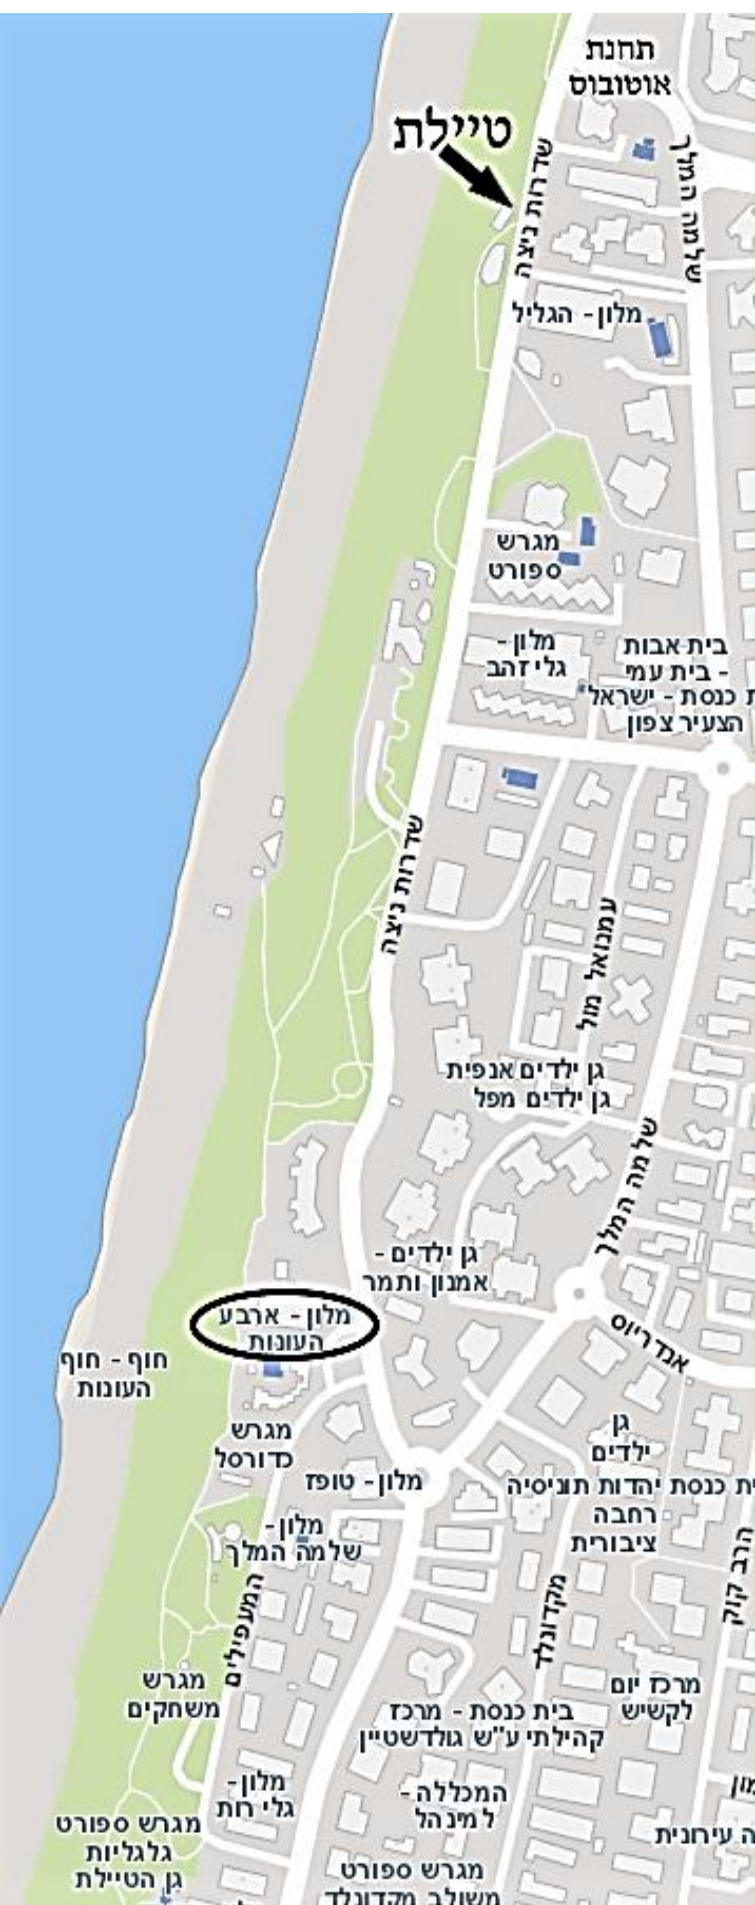 תחנת
אוטובוס
טיילת
שדרות ניצה
שלמה המלך
מלון - הגליל
מגרש
ספורט
מלון -
גלי זהב
בית אבות
- בית עמי
כנסת - ישראל
הצעיר צפון
שדרות ניצה
עמנואל מול
גן ילדים אנפית
גן ילדים מפל
שלמה המלך
גן ילדים -
אמנון ותמר
מלון - ארבע
העונות
אנדריוס
חוף - חוף
העונות
מגרש
כדורסל
גן
ילדים
מלון - טופז
כנסת יהדות תוניסיה
רחבה
ציבורית
מלון -
שלמה המלך
הרב קוק
המעפילים
מקדונלד
מגרש
משחקים
מרכז יום
לקשיש
בית כנסת - מרכז
קהילתי ע"ש גולדשטיין
מלון -
גלי רות
המכללה -
למינהל
מגרש ספורט
גלגליות
גן הטיילת
עירונית
מגרש ספורט
משולב מקדונלד